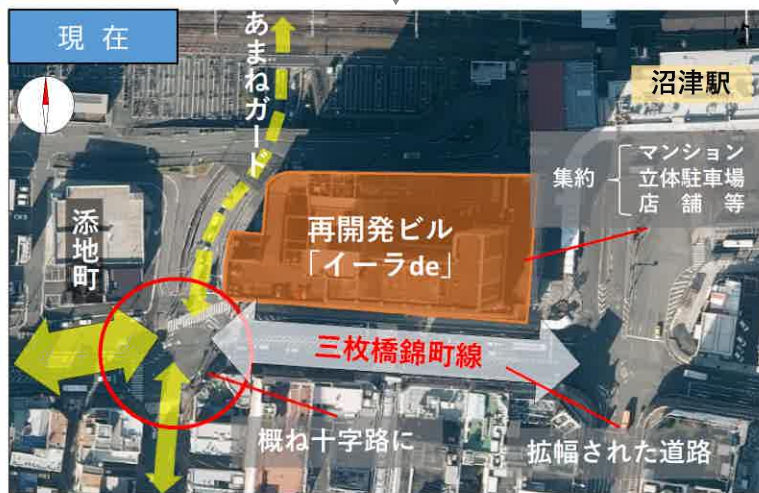 現在
あまねガード
沼津駅
集約
マンション
立体駐車場
店舗等
添地町
再開発ビル
「イーラde」
三枚橋錦町線
概ね十字路に
拡幅された道路